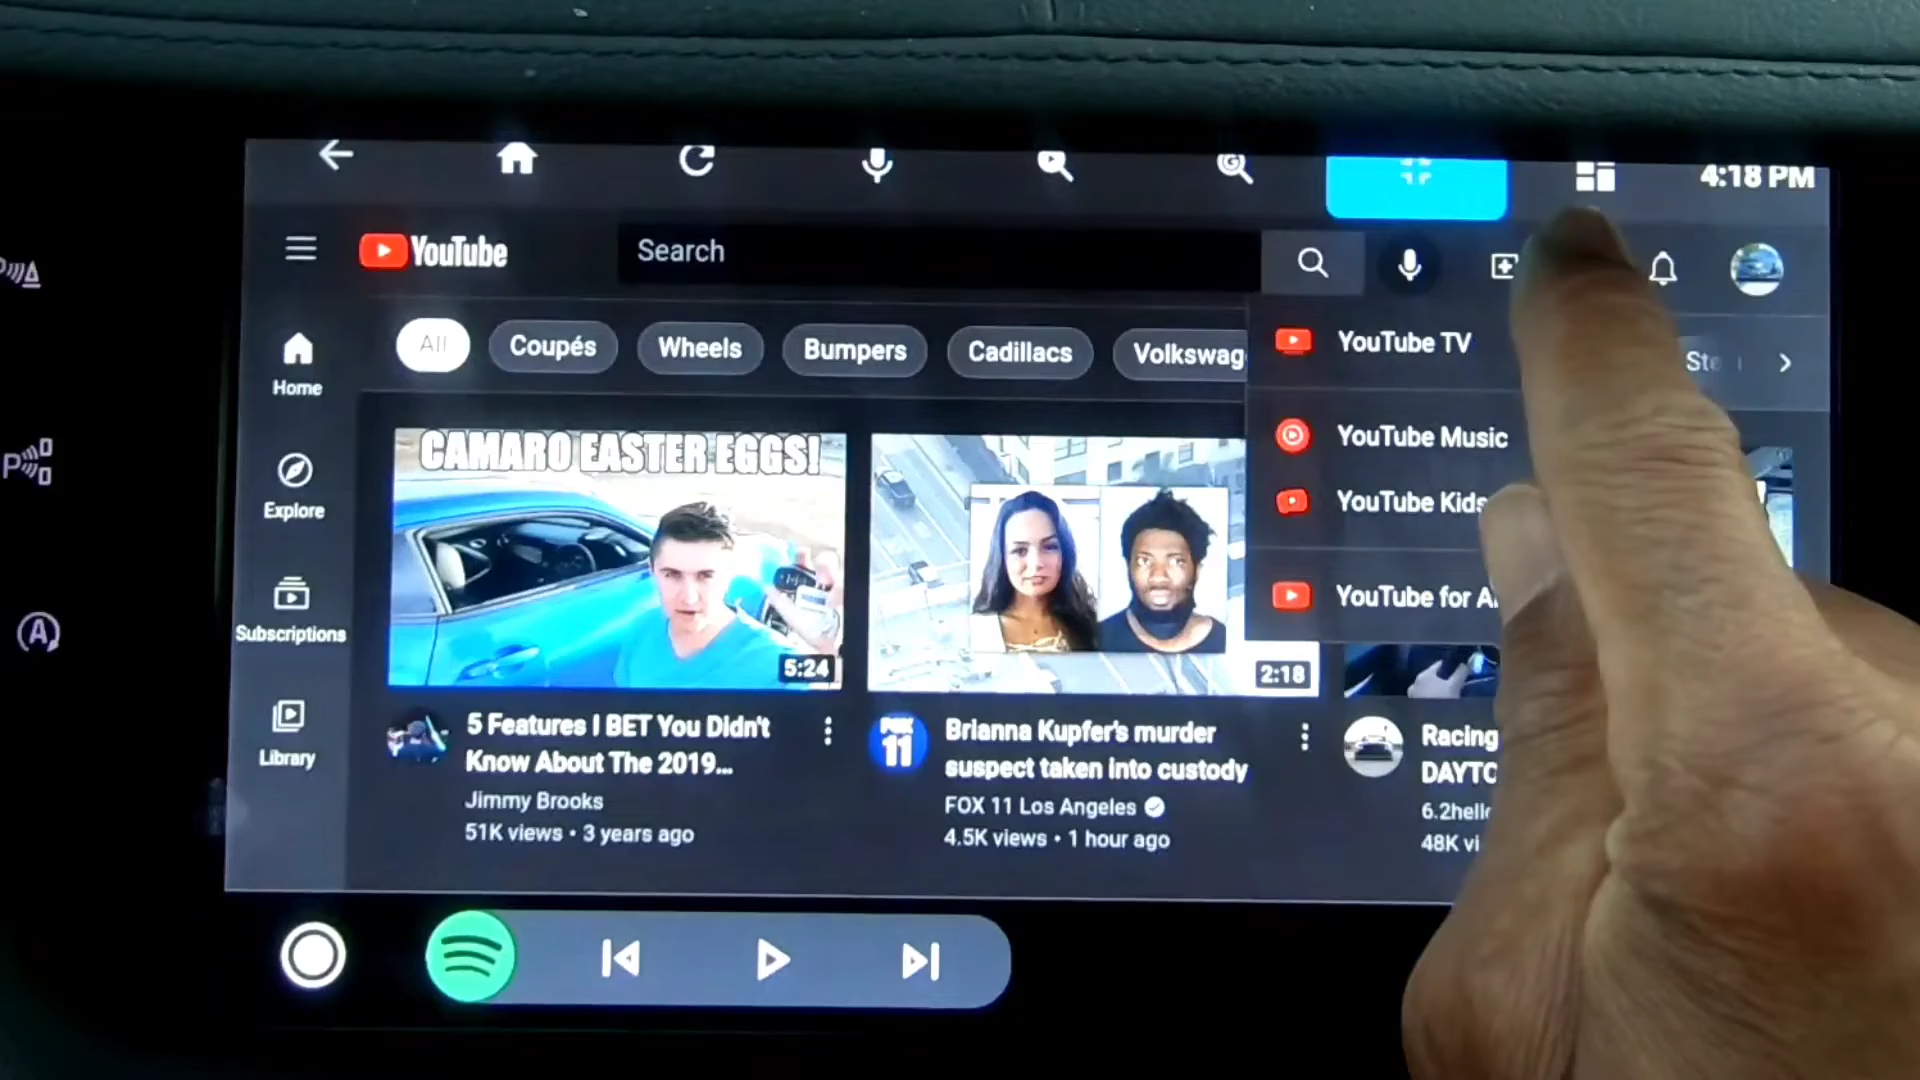 4:18 PM
YouTube
Search
All
Coupés
Wheels
Bumpers
Cadillacs
Volkswag
YouTube TV
YouTube Music
YouTube Kids
YouTube for
Home
Explore
Subscriptions
Library
CAMARO EASTER EGGS!
5:24
2:18
5 Features I BET You Didn't
Know About The 2019...
Jimmy Brooks
51K views • 3 years ago
FOX
11
Brianna Kupfer's murder
suspect taken into custody
FOX 11 Los Angeles
4.5K views • 1 hour ago
Racing
DAYTO
48K vi
P
A